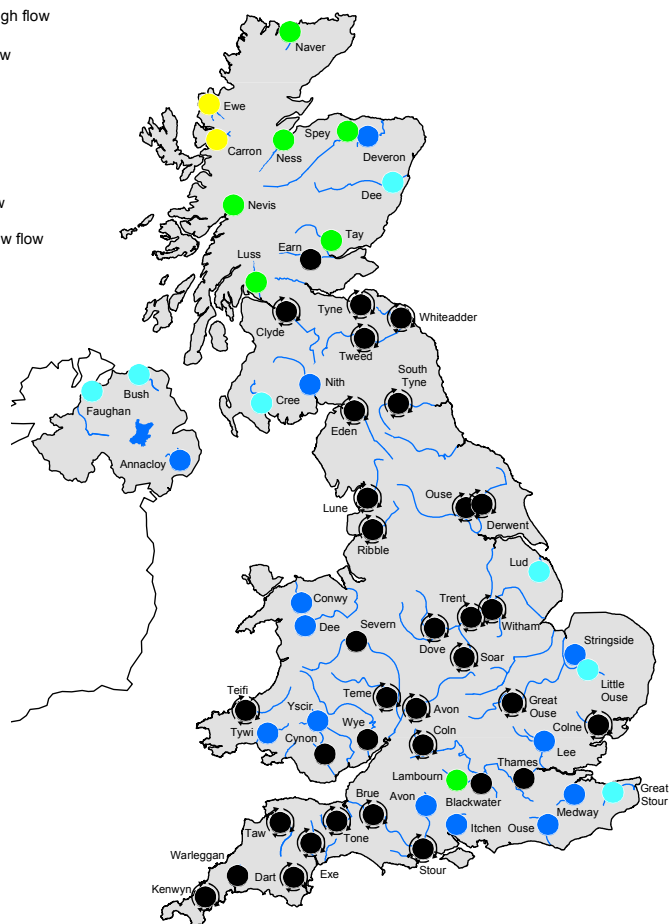 gh flow
w
w
w flow
Naver
Ewe
Spey
Carron
Ness
Deveron
Dee
Nevis
Tay
Earn
Luss
Tyne
Whiteadder
Clyde
Tweed
South
Tyne
Nith
Bush
Cree
Faughan
Eden
Annacloy
Ouse
Lune
Derwent
Ribble
Lud
Conwy
Trent
Dee
Severn
Witham
Stringside
Dove
Soar
Little
Ouse
Teifi
Teme
Great
Ouse
Yscir
Avon
Colne
Tywi
Wye
Coln
Lee
Cynon
Thames
Lambourn
Great
Stour
Brue
Avon
Blackwater
Medway
Taw
Tone
Itchen
Ouse
Warleggan
Stour
Dart
Exe
Kenwyn